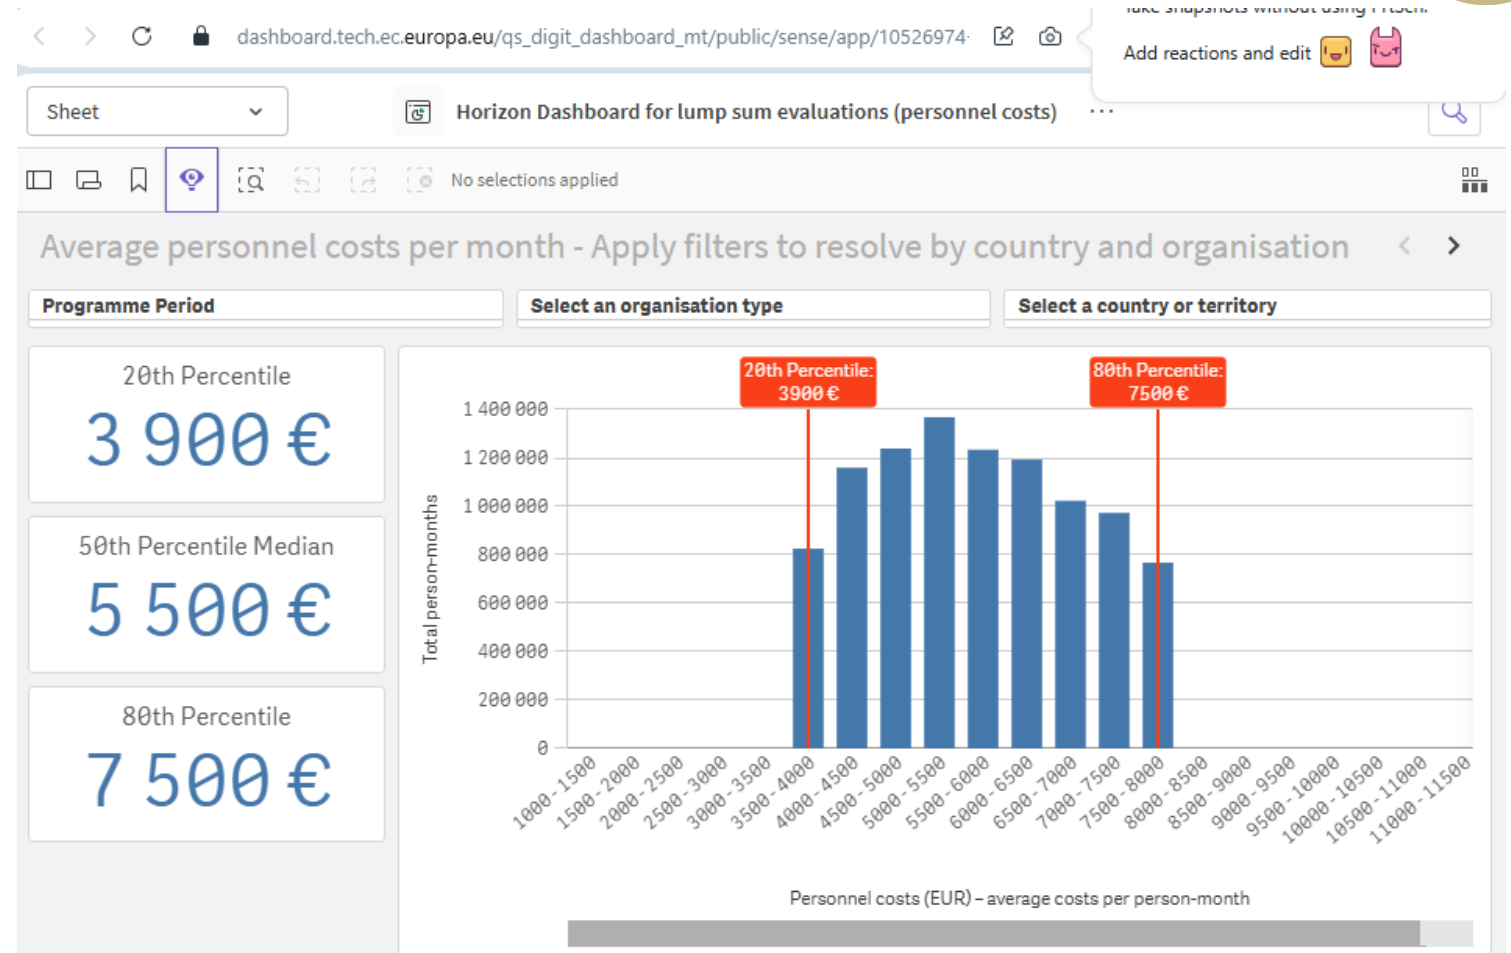 Take snapshots without using PrtScn.
dashboard.tech.ec.europa.eu/qs_digit_dashboard_mt/public/sense/app/10526974-
Add reactions and edit
Sheet
Horizon Dashboard for lump sum evaluations (personnel costs)
...
No selections applied
Average personnel costs per month - Apply filters to resolve by country and organisation
Programme Period
Select an organisation type
Select a country or territory
20th Percentile
3 900 €
50th Percentile Median
5 500 €
80th Percentile
7 500 €
20th Percentile:
3900 €
80th Percentile:
7500 €
Total person-months
1 400 000
1 200 000
1 000 000
800 000
600 000
400 000
200 000
0
1000 - 1500
1500 - 2000
2000 - 2500
2500 - 3000
3000 - 3500
3500 - 4000
4000 - 4500
4500 - 5000
5000 - 5500
5500 - 6000
6000 - 6500
6500 - 7000
7000 - 7500
7500 - 8000
8000 - 8500
8500 - 9000
9000 - 9500
9500 - 10000
10000 - 10500
10500 - 11000
11000 - 11500
Personnel costs (EUR) – average costs per person-month